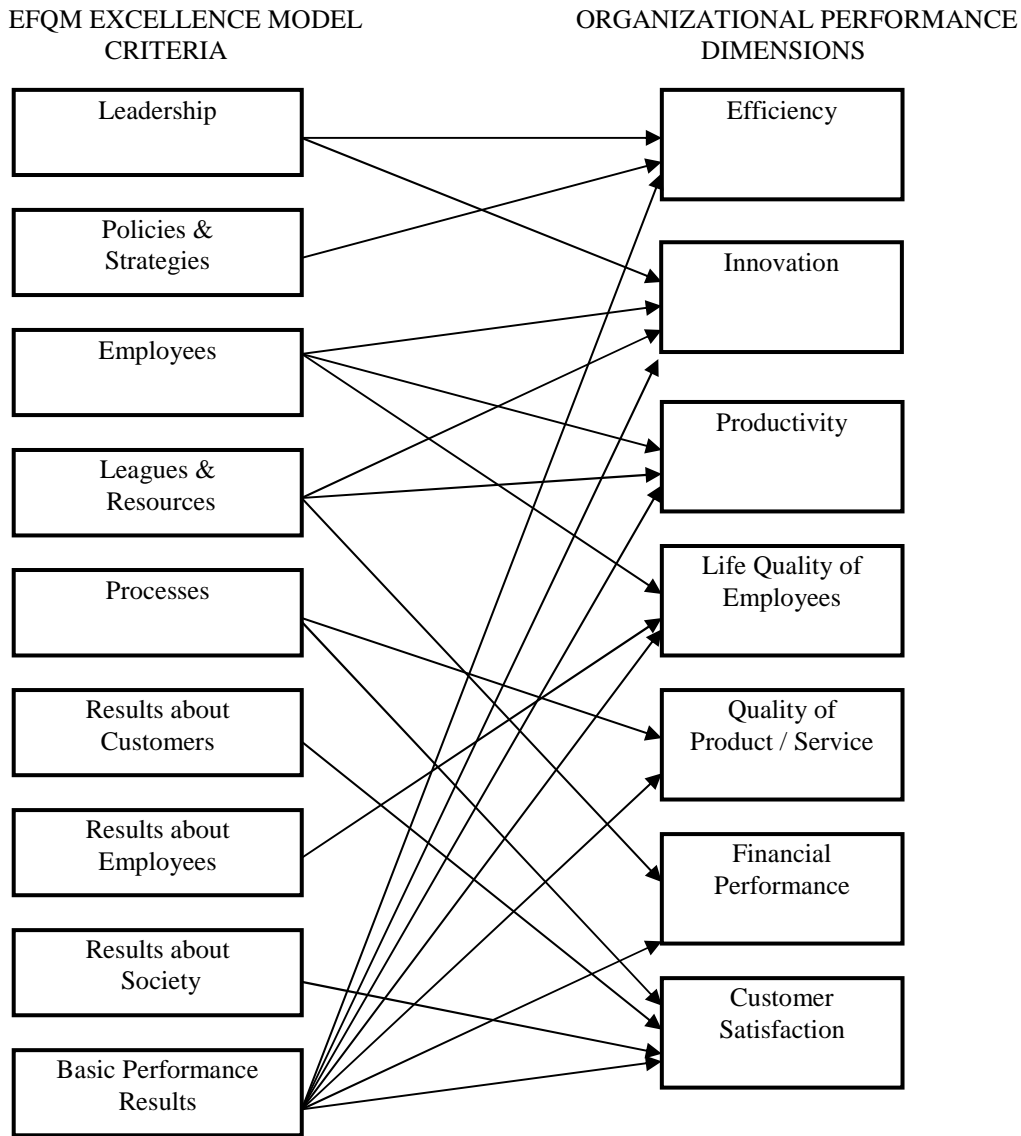 EFQM EXCELLENCE MODEL
CRITERIA
Leadership
Policies &
Strategies
Employees
Leagues &
Resources
Processes
Results about
Customers
Results about
Employees
Results about
Society
Basic Performance
Results
ORGANIZATIONAL PERFORMANCE
DIMENSIONS
Efficiency
Innovation
Productivity
Life Quality of
Employees
Quality of
Product / Service
Financial
Performance
Customer
Satisfaction